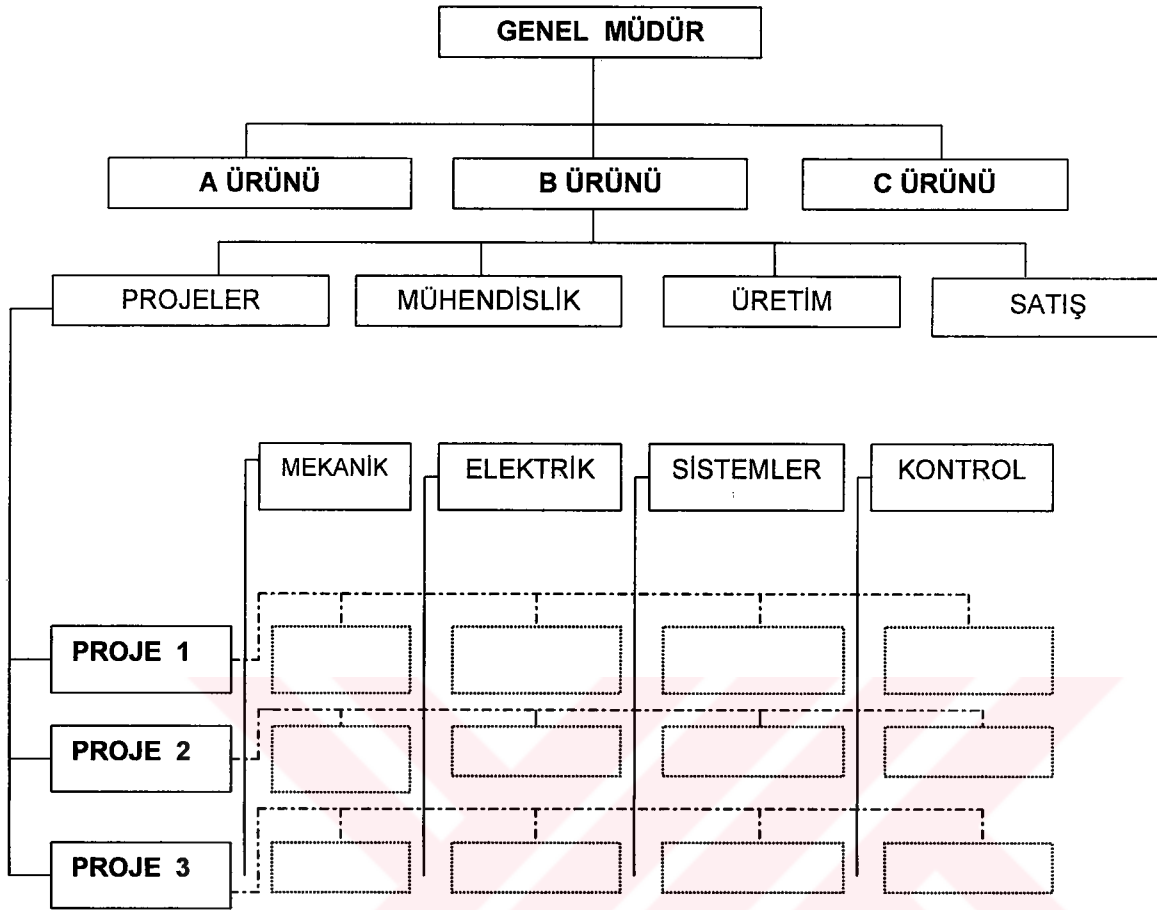 GENEL MÜDÜR
A ÜRÜNÜ B ÜRÜNÜ C ÜRÜNÜ
PROJELER MÜHENDİSLİK ÜRETİM SATIŞ
MEKANİK ELEKTRİK SİSTEMLER KONTROL
PROJE 1
PROJE 2
PROJE 3